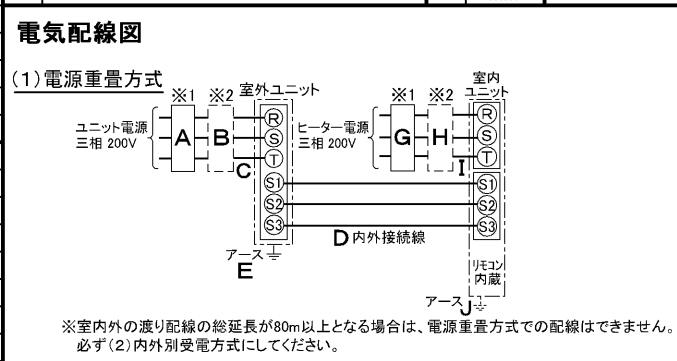 電気配線図
(1)電源重畳方式
※1 ※2 室外ユニット
ユニット電源
三相 200V
A B C
R
S
T
S1
S2
S3
アース
E
D 内外接続線
※1 ※2 室内
ユニット
ヒーター電源
三相 200V
G H I
R
S
T
S1
S2
S3
リモコン
内蔵
アース J
※室内外の渡り配線の総延長が80m以上となる場合は、電源重畳方式での配線はできません。
必ず(2)内外別受電方式にしてください。